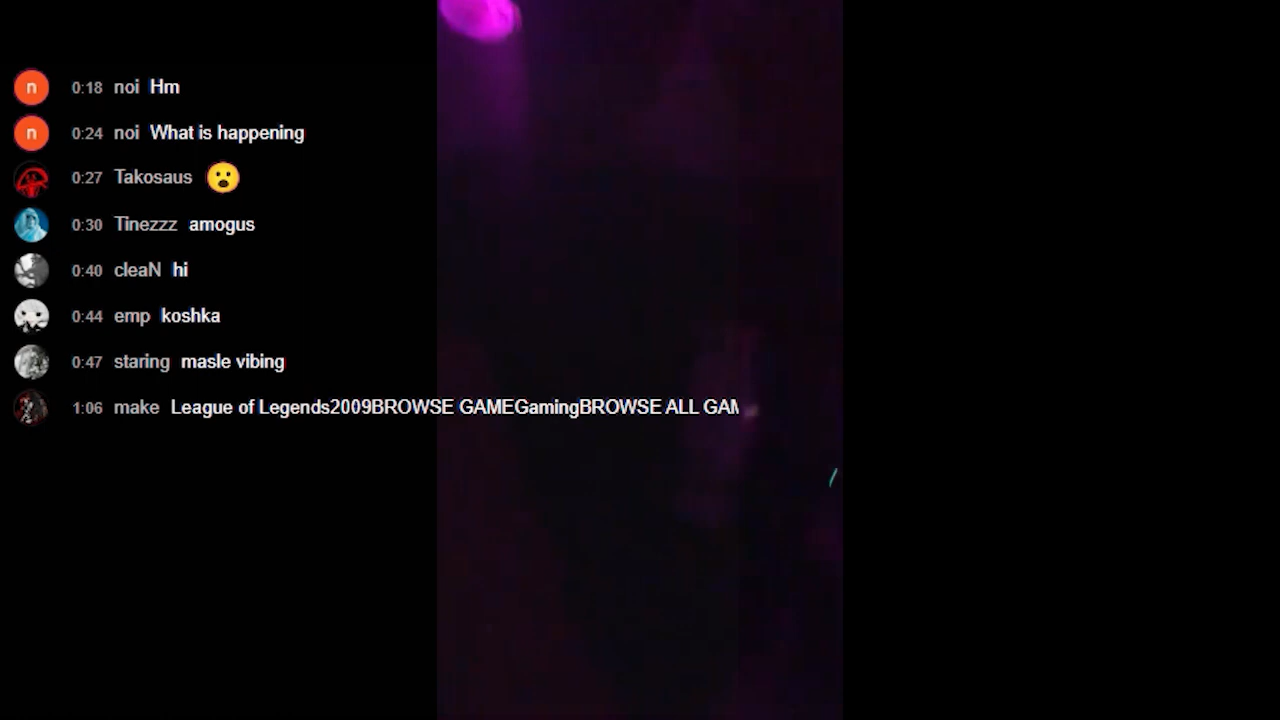 n 0:18 noi Hm
n 0:24 noi What is happening
0:27 Takosaus 😮
0:30 Tinezzz amogus
0:40 cleaN hi
0:44 emp koshka
0:47 staring masle vibing
1:06 make League of Legends2009BROWSE GAMEGamingBROWSE ALL GAM